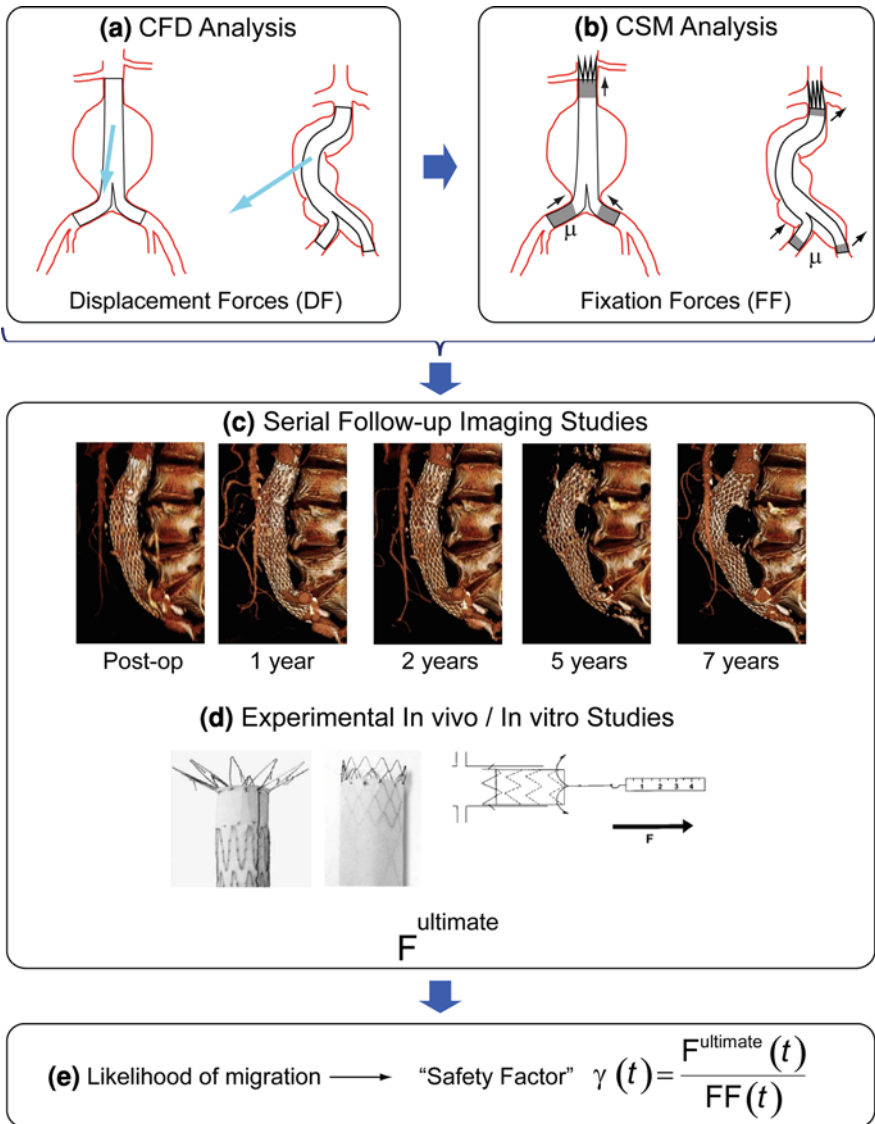 (a) CFD Analysis
Displacement Forces (DF)
(b) CSM Analysis
μ
μ
Fixation Forces (FF)
(c) Serial Follow-up Imaging Studies
Post-op
1 year
2 years
5 years
7 years
(d) Experimental In vivo / In vitro Studies
1 2 3 4
F
F^ultimate
(e) Likelihood of migration ⟶ “Safety Factor” γ(t) = F^ultimate(t) / FF(t)